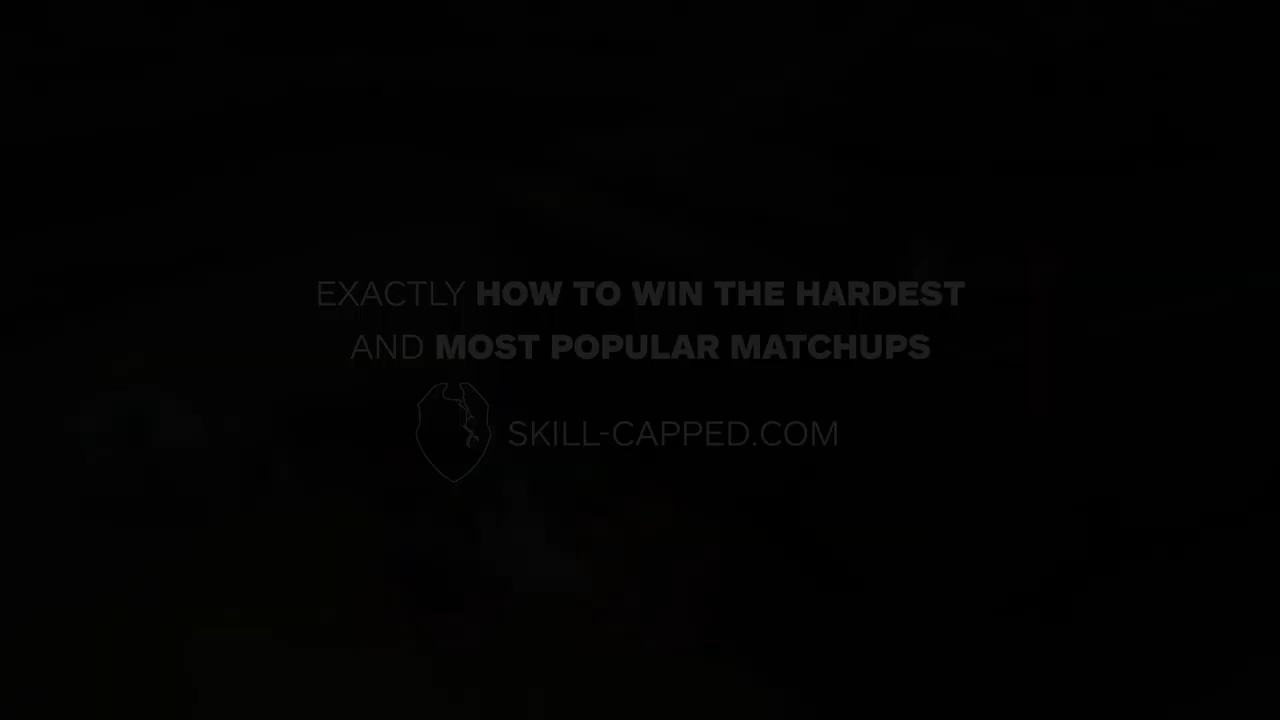 EXACTLY HOW TO WIN THE HARDEST
AND MOST POPULAR MATCHUPS
SKILL-CAPPED.COM